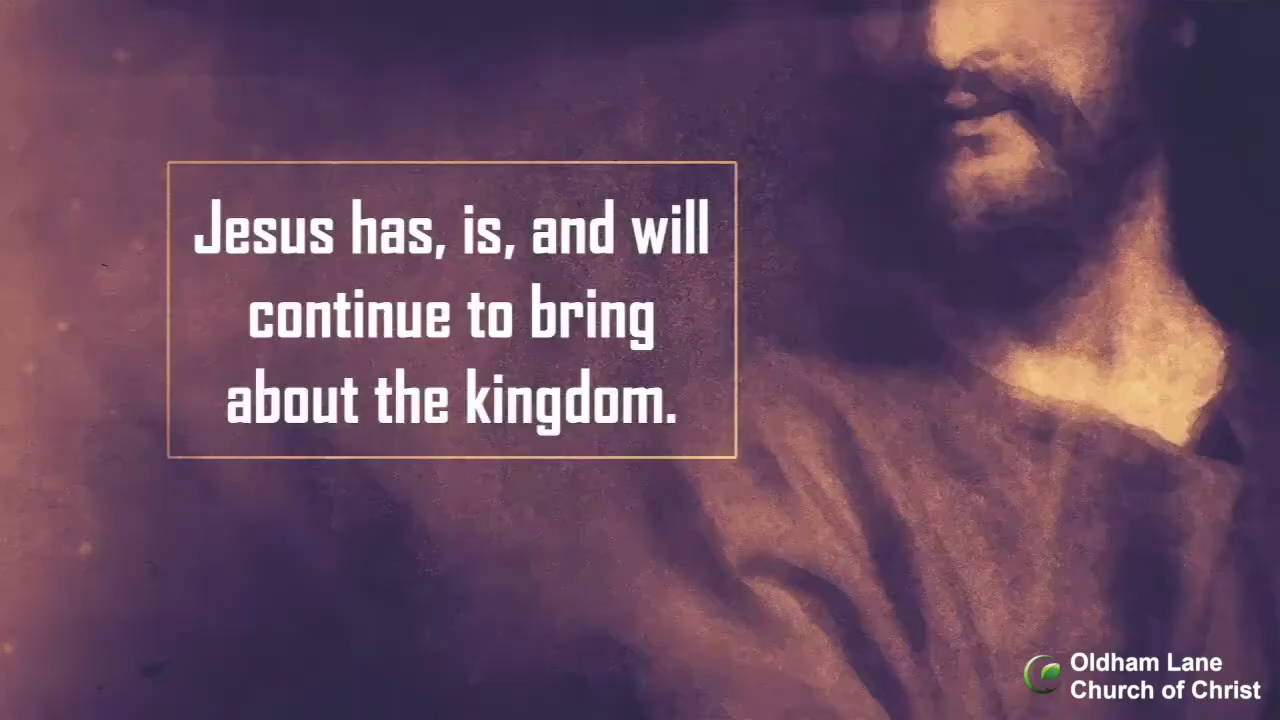 Jesus has, is, and will
continue to bring
about the kingdom.
Oldham Lane
Church of Christ